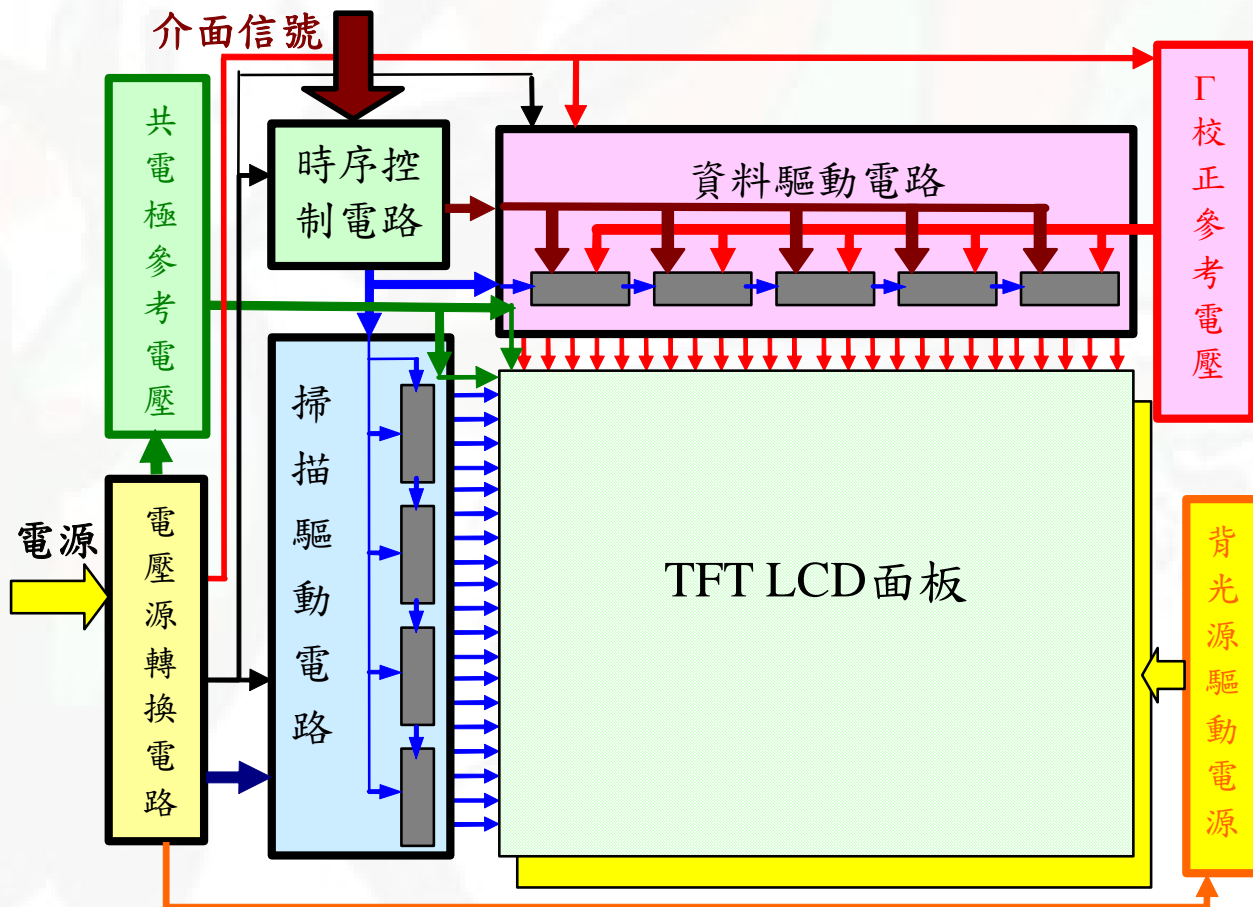 介面信號
共電極參考電壓
時序控
制電路
資料驅動電路
Γ校正參考電壓
掃描驅動電路
電源
電壓源轉換電路
TFT LCD面板
背光源驅動電源